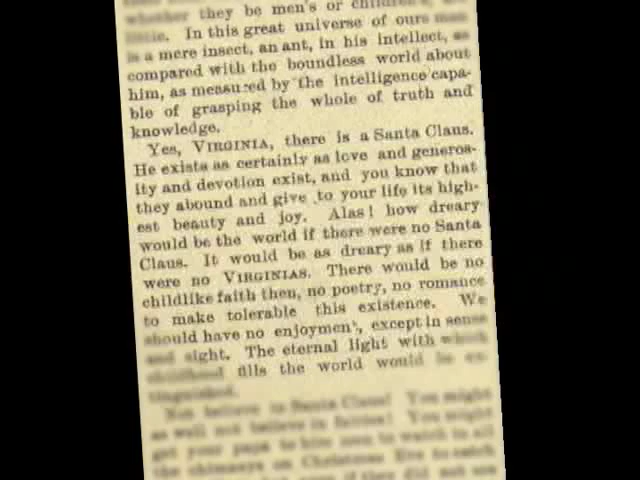 whether they be men's or children's, are
little. In this great universe of ours man
is a mere insect, an ant, in his intellect, as
compared with the boundless world about
him, as measured by the intelligence capa-
ble of grasping the whole of truth and
knowledge.
Yes, VIRGINIA, there is a Santa Claus.
He exists as certainly as love and generos-
ity and devotion exist, and you know that
they abound and give to your life its high-
est beauty and joy. Alas! how dreary
would be the world if there were no Santa
Claus. It would be as dreary as if there
were no VIRGINIAS. There would be no
childlike faith then, no poetry, no romance
to make tolerable this existence. We
should have no enjoyment, except in sense
and sight. The eternal light with which
childhood fills the world would be ex-
tinguished.
Not believe in Santa Claus! You might
as well not believe in fairies! You might
get your papa to hire men to watch in all
the chimneys on Christmas Eve to catch
if they did not see